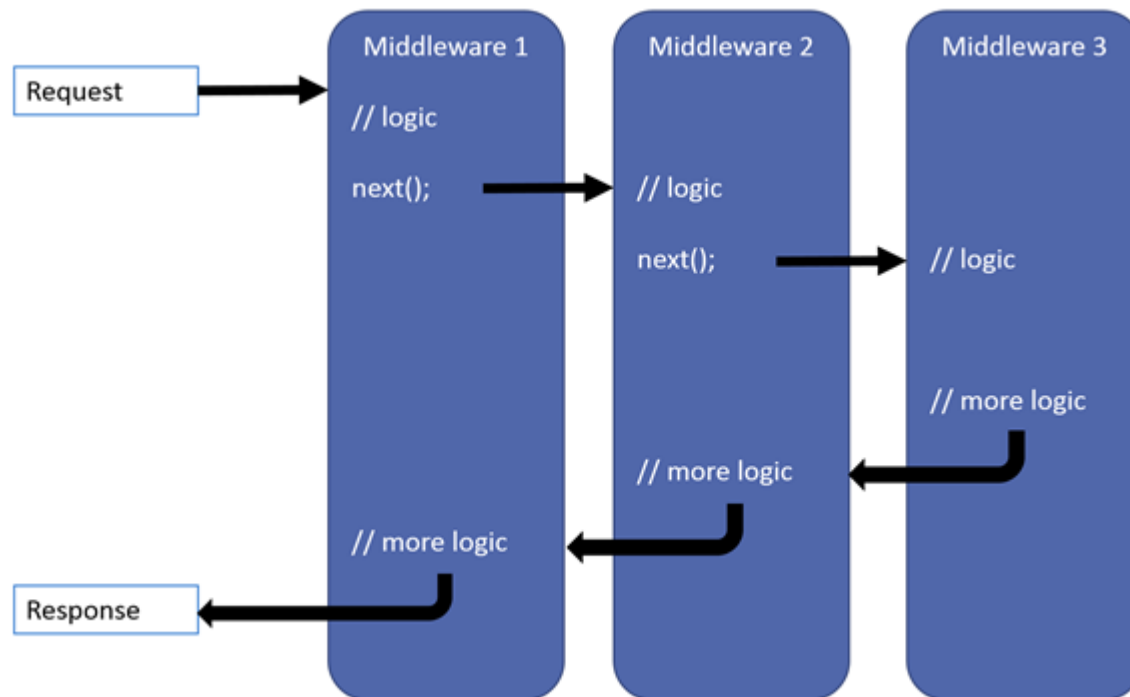 Middleware 1
Middleware 2
Middleware 3
Request
// logic
next();
// logic
next();
// logic
// more logic
// more logic
// more logic
Response